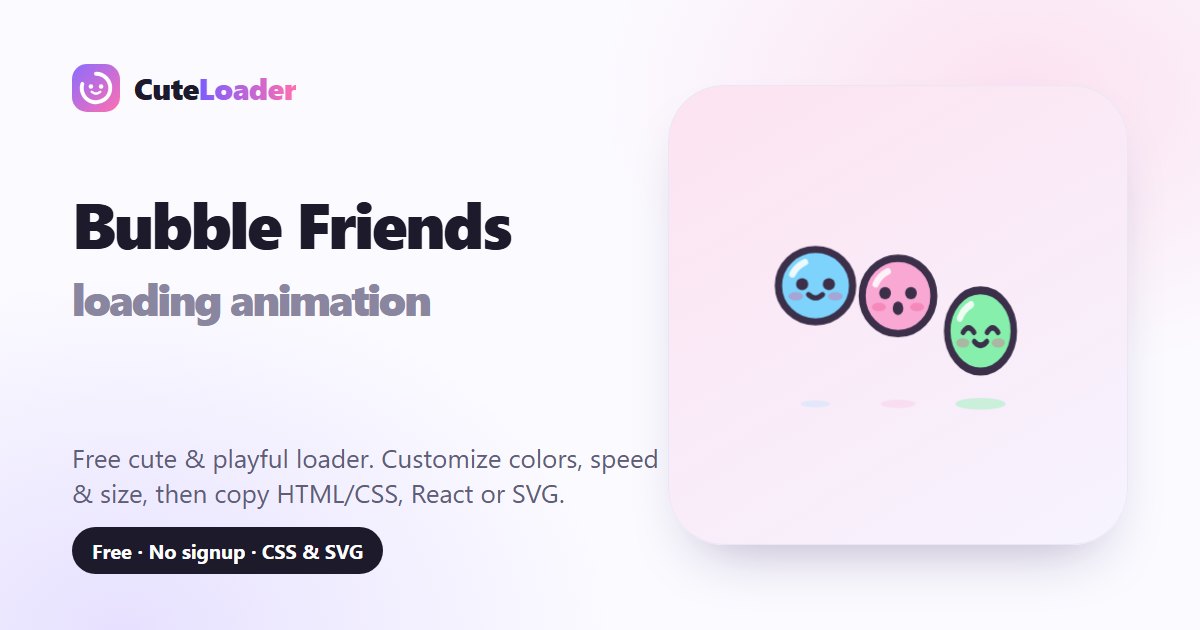 CuteLoader
Bubble Friends
loading animation
Free cute & playful loader. Customize colors, speed
& size, then copy HTML/CSS, React or SVG.
Free · No signup · CSS & SVG